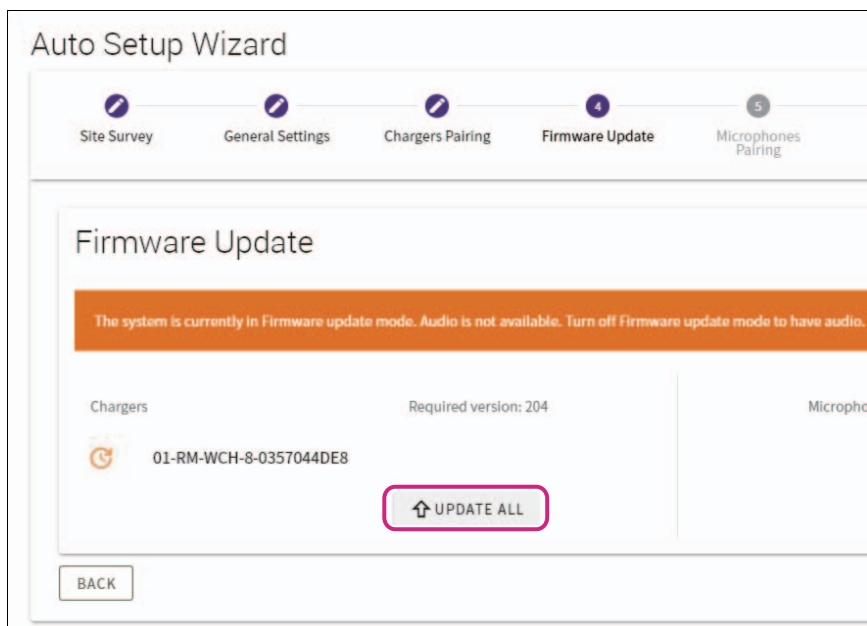 Auto Setup Wizard
4
5
Site Survey
General Settings
Chargers Pairing
Firmware Update
Microphones
Pairing
Firmware Update
The system is currently in Firmware update mode. Audio is not available. Turn off Firmware update mode to have audio.
Chargers
Required version: 204
Micropho
01-RM-WCH-8-0357044DE8
UPDATE ALL
BACK